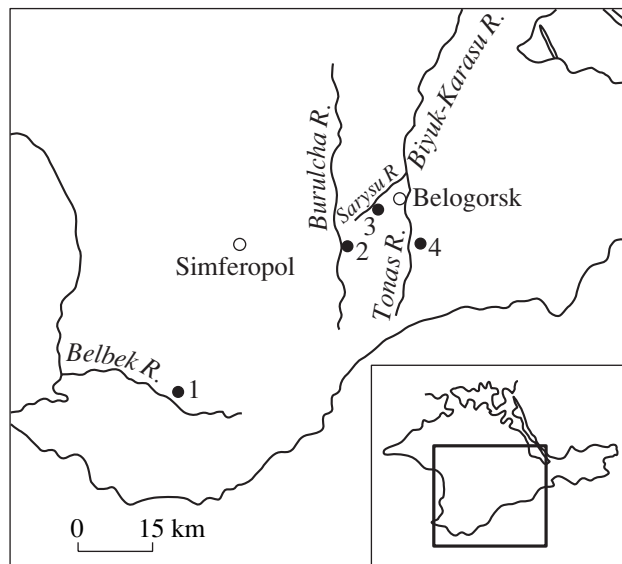 Burulcha R.
Biyuk-Karasu R.
Sarysu R
Belogorsk
3
Simferopol
2
Tonas R.
4
Belbek R.
1
0 15 km